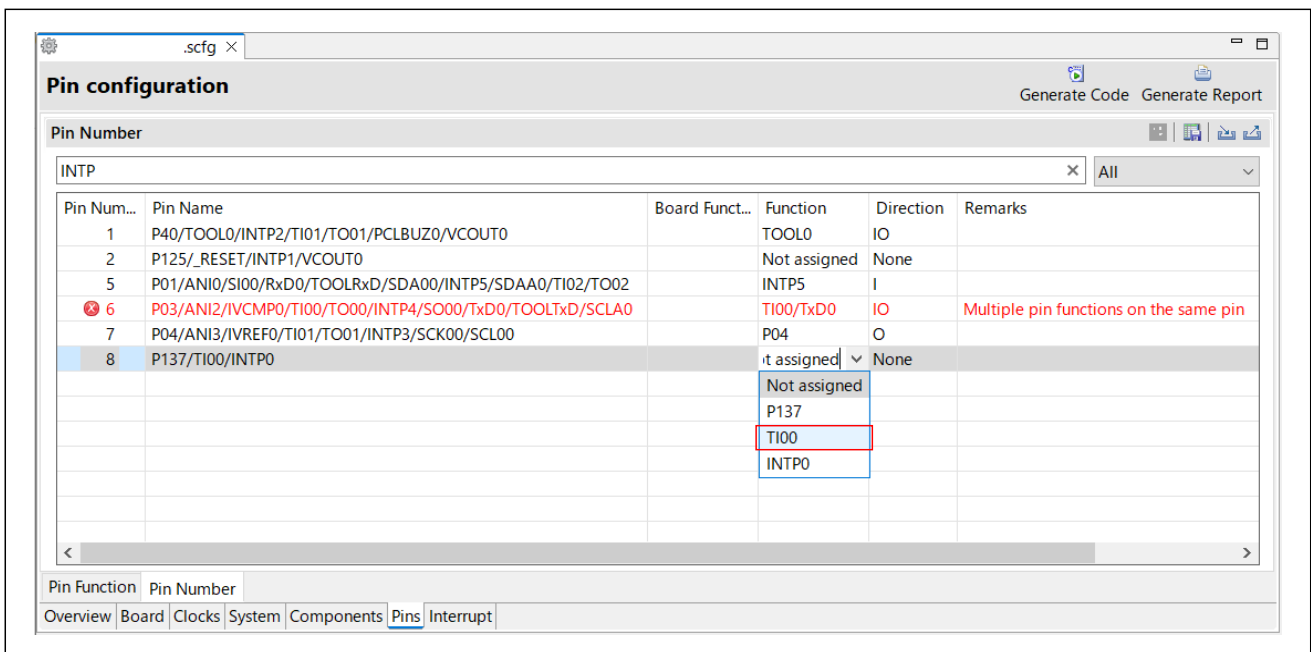 .scfg
Pin configuration
Generate Code Generate Report
Pin Number
INTP All
Pin Num... Pin Name Board Funct... Function Direction Remarks
1 P40/TOOL0/INTP2/TI01/TO01/PCLBUZ0/VCOUT0 TOOL0 IO
2 P125/_RESET/INTP1/VCOUT0 Not assigned None
5 P01/ANI0/SI00/RxD0/TOOLRxD/SDA00/INTP5/SDAA0/TI02/TO02 INTP5 I
6 P03/ANI2/IVCMP0/TI00/TO00/INTP4/SO00/TxD0/TOOLTxD/SCLA0 TI00/TxD0 IO Multiple pin functions on the same pin
7 P04/ANI3/IVREF0/TI01/TO01/INTP3/SCK00/SCL00 P04 O
8 P137/TI00/INTP0 t assigned None
Not assigned
P137
TI00
INTP0
Pin Function Pin Number
Overview Board Clocks System Components Pins Interrupt